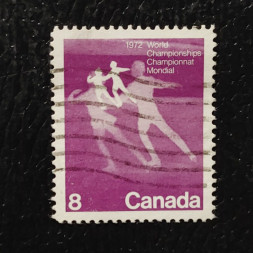 1972 World
Championships
Championnat
Mondial
8 Canada